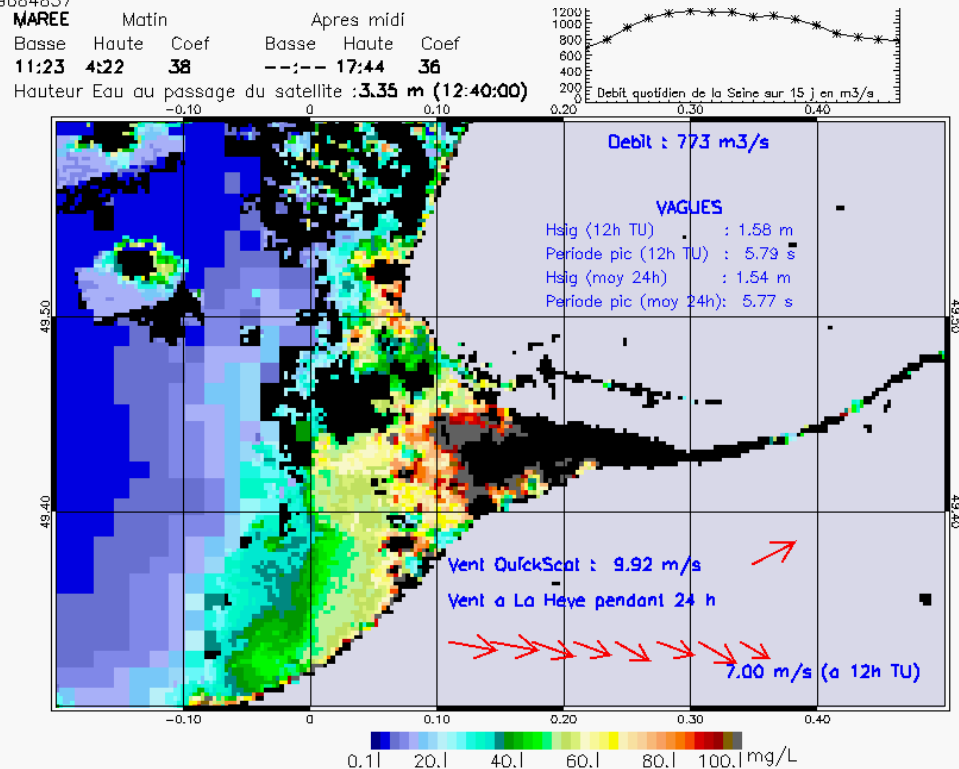 MAREE Matin Apres midi
Basse Haute Coef Basse Haute Coef
11:23 4:22 38 --:-- 17:44 36
Hauteur Eau au passage du satellite :3.35 m (12:40:00)
1200
1000
800
600
400
200
0
Debit quotidien de la Seine sur 15 j en m3/s
-0.10 0 0.10 0.20 0.30 0.40
Debit : 773 m3/s
VAGUES
Hsig (12h TU) : 1.58 m
Periode pic (12h TU) : 5.79 s
Hsig (moy 24h) : 1.54 m
Periode pic (moy 24h): 5.77 s
49.50 49.50
49.40 49.40
Vent QuickScat : 9.92 m/s
Vent a La Heve pendant 24 h
7.00 m/s (a 12h TU)
-0.10 0 0.10 0.20 0.30 0.40
0.1| 20.| 40.| 60.| 80.| 100.| mg/L